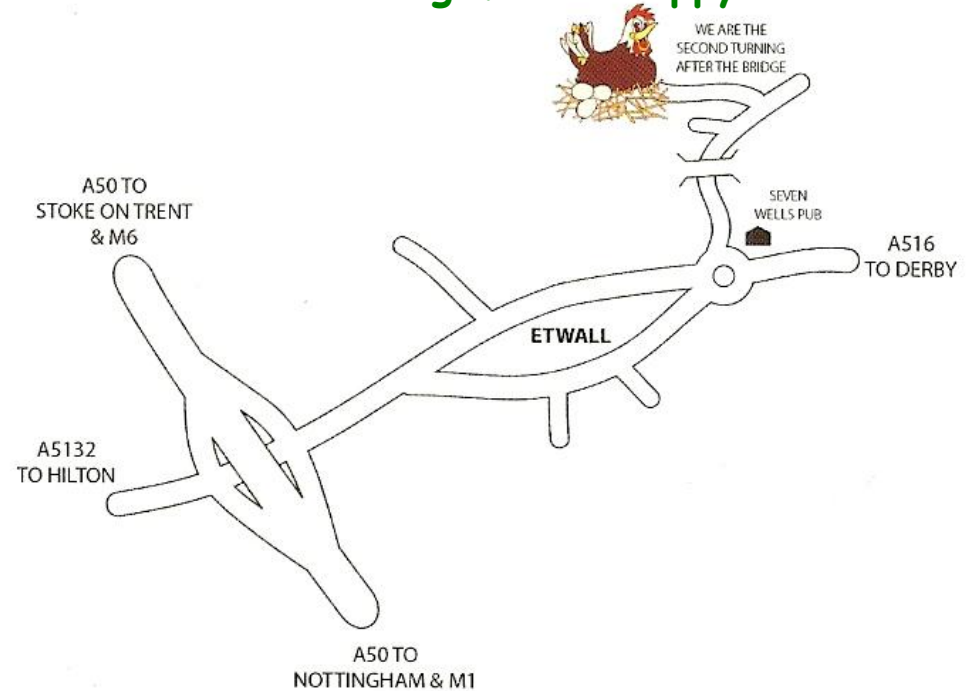 WE ARE THE
SECOND TURNING
AFTER THE BRIDGE
A50 TO
STOKE ON TRENT
& M6
SEVEN
WELLS PUB
A516
TO DERBY
ETWALL
A5132
TO HILTON
A50 TO
NOTTINGHAM & M1